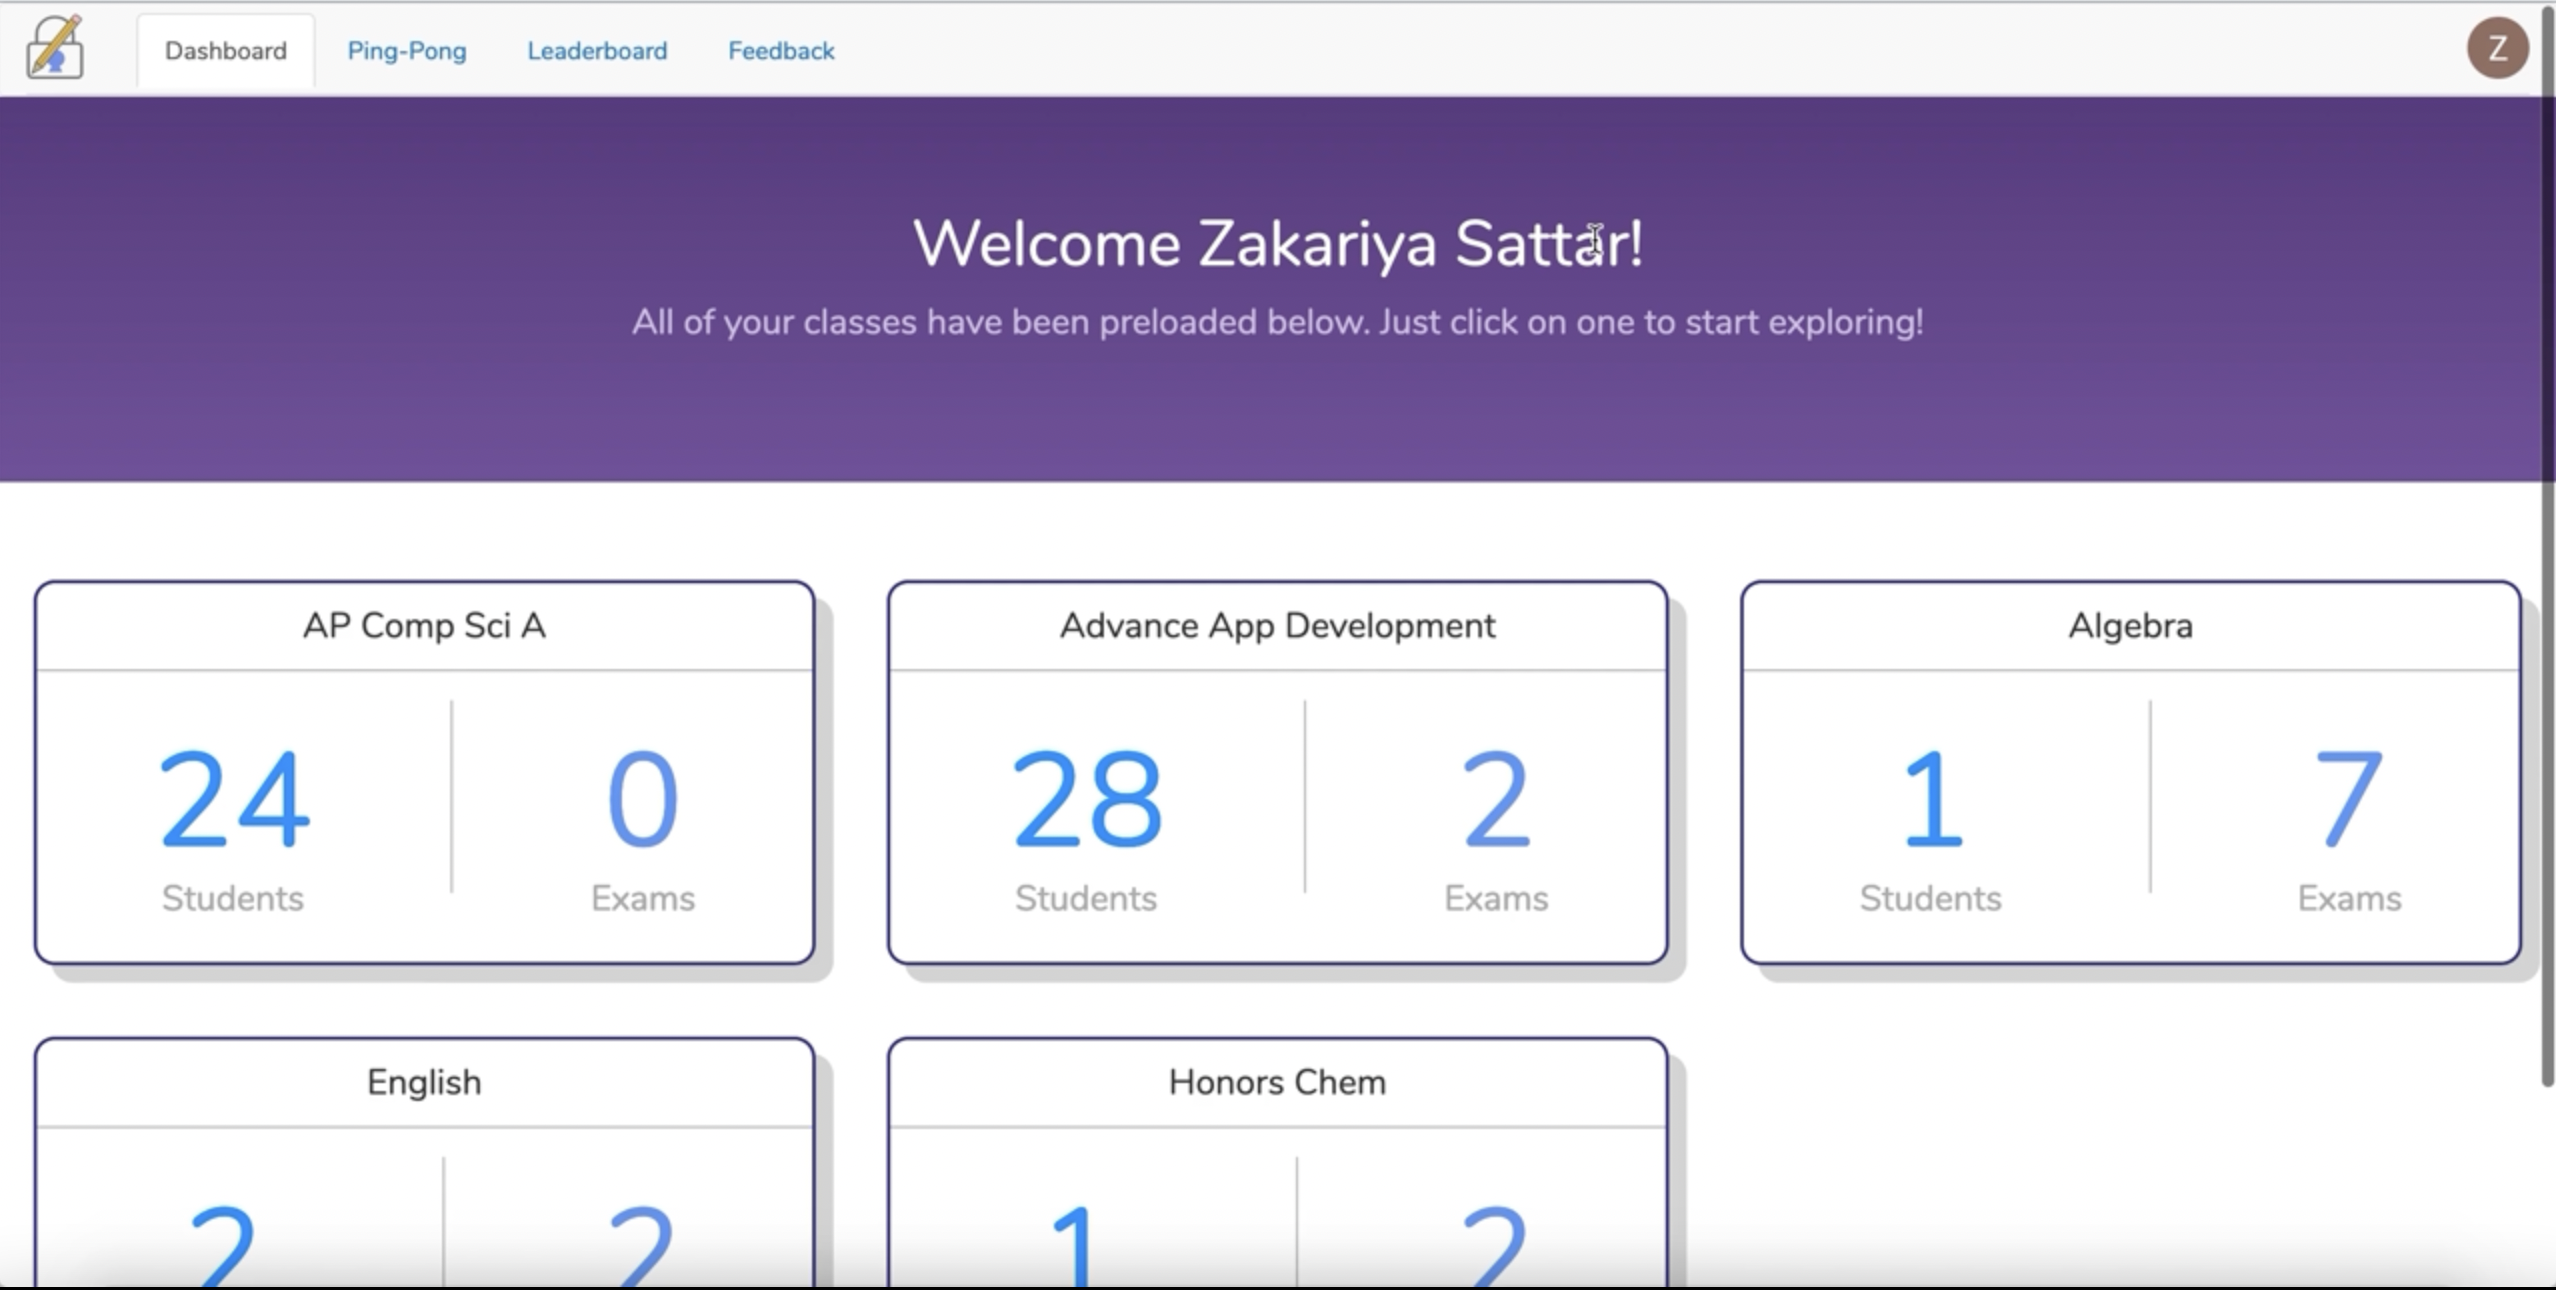 Dashboard Ping-Pong Leaderboard Feedback Z
Welcome Zakariya Sattar!
All of your classes have been preloaded below. Just click on one to start exploring!
AP Comp Sci A
24 0
Students Exams
Advance App Development
28 2
Students Exams
Algebra
1 7
Students Exams
English
2 2
Honors Chem
1 2